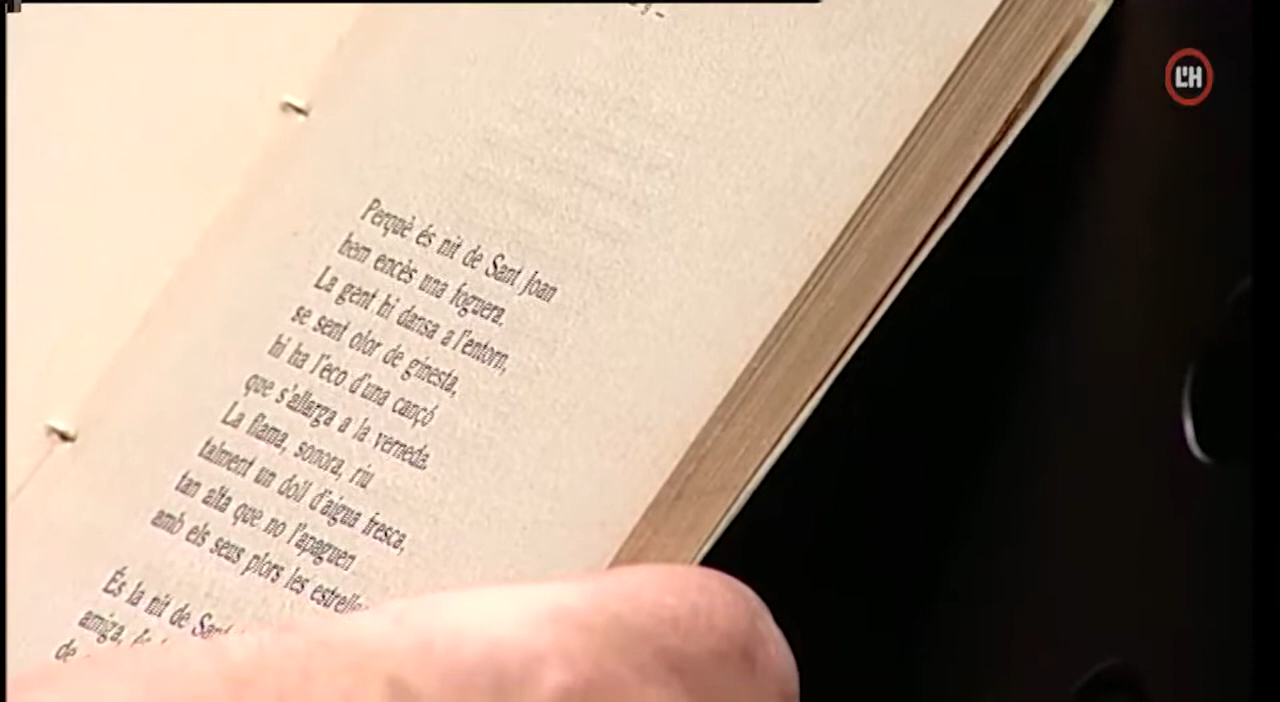 L'H
Perquè és nit de Sant Joan
hem encès una foguera.
La gent hi dansa a l'entorn,
se sent olor de ginesta,
hi ha l'eco d'una cançó
que s'allarga a la verneda.
La flama, sonora, riu
talment un doll d'aigua fresca,
tan alta que no l'apaguen
amb els seus plors les
És la nit de
amiga,
de